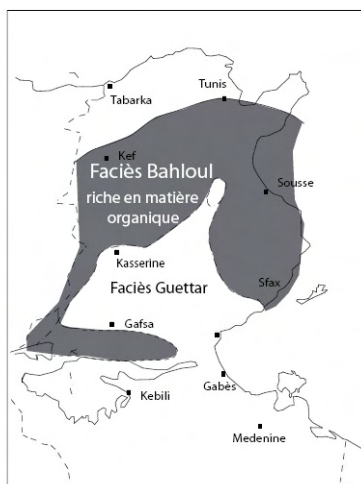 Tunis
Tabarka
Kef
Faciès Bahloul
riche en matière
organique
Sousse
Kasserine
Faciès Guettar
Sfax
Gafsa
Gabès
Kebili
Medenine